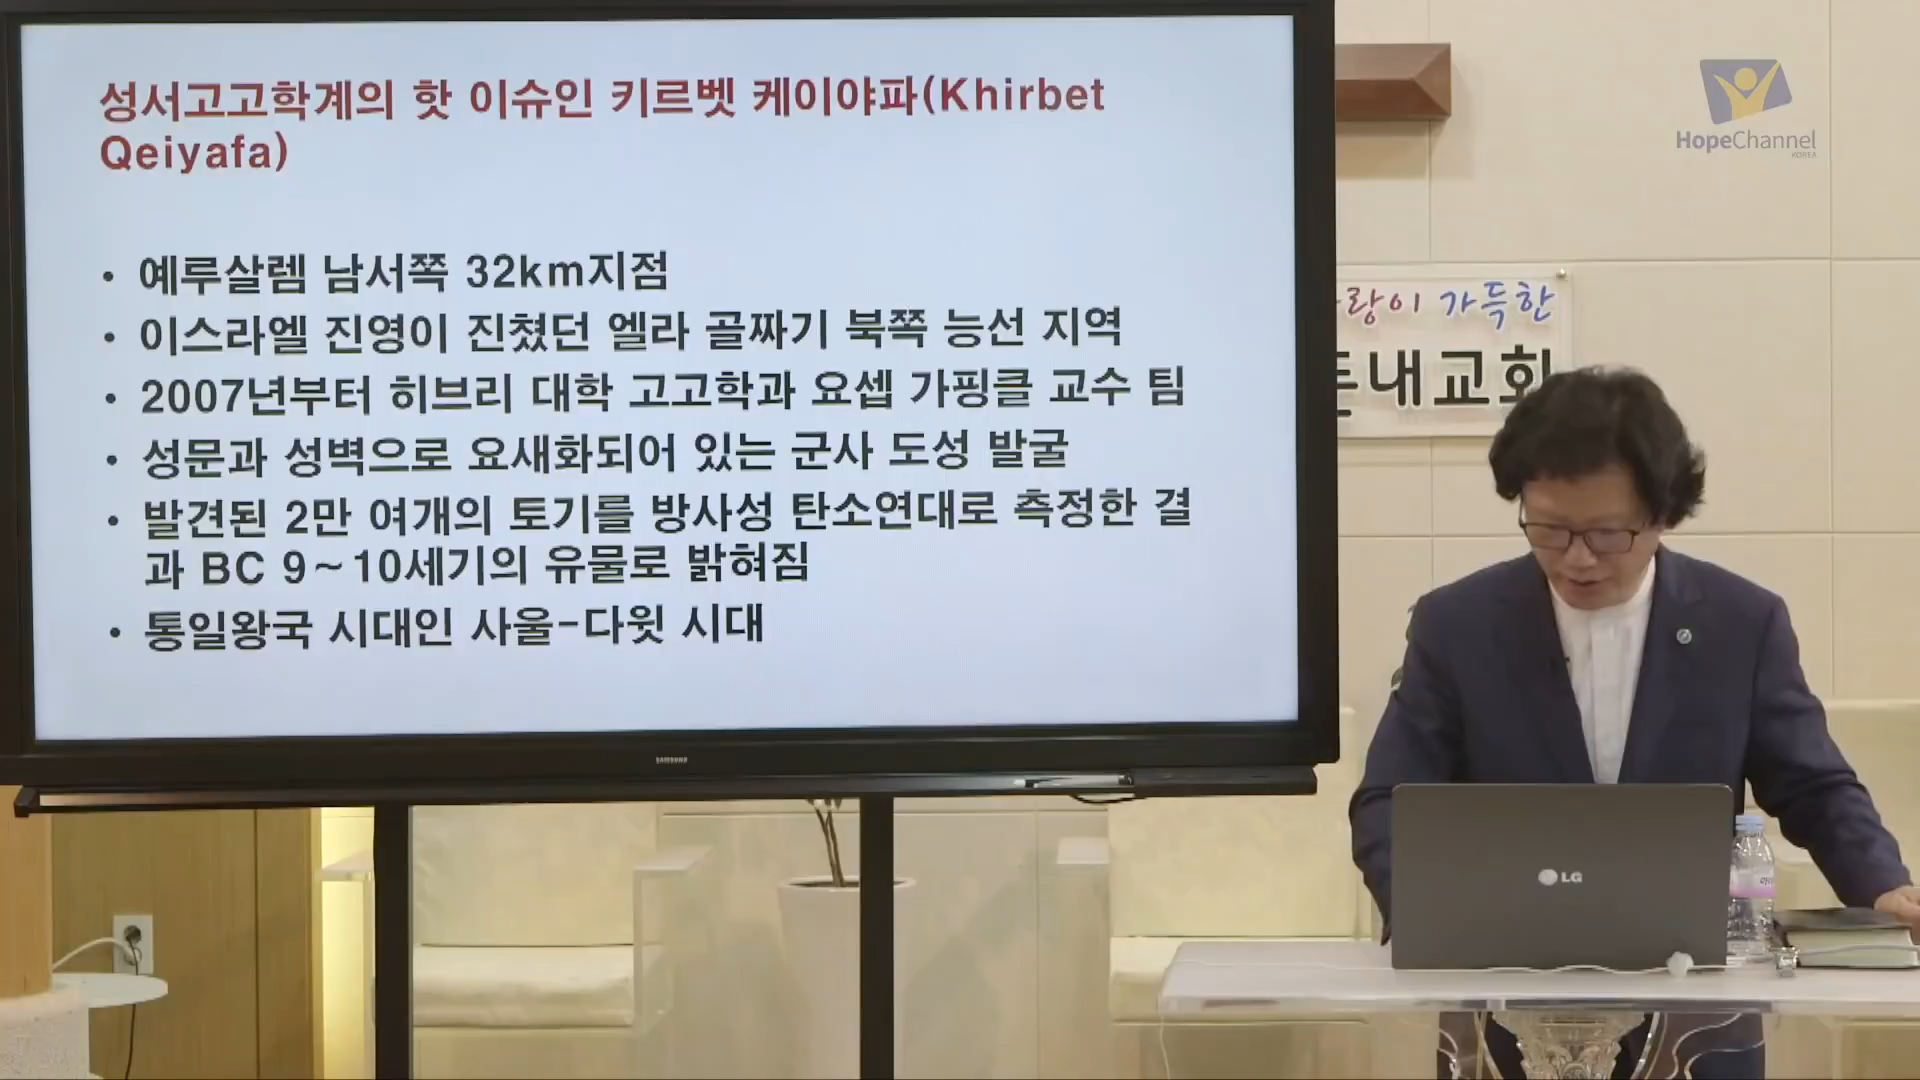 성서고고학계의 핫 이슈인 키르벳 케이야파(Khirbet
Qeiyafa)
• 예루살렘 남서쪽 32km지점
• 이스라엘 진영이 진쳤던 엘라 골짜기 북쪽 능선 지역
• 2007년부터 히브리 대학 고고학과 요셉 가핑클 교수 팀
• 성문과 성벽으로 요새화되어 있는 군사 도성 발굴
• 발견된 2만 여개의 토기를 방사성 탄소연대로 측정한 결
과 BC 9~10세기의 유물로 밝혀짐
• 통일왕국 시대인 사울-다윗 시대
SAMSUNG
HopeChannel
KOREA
랑이 가득한
내교회
LG